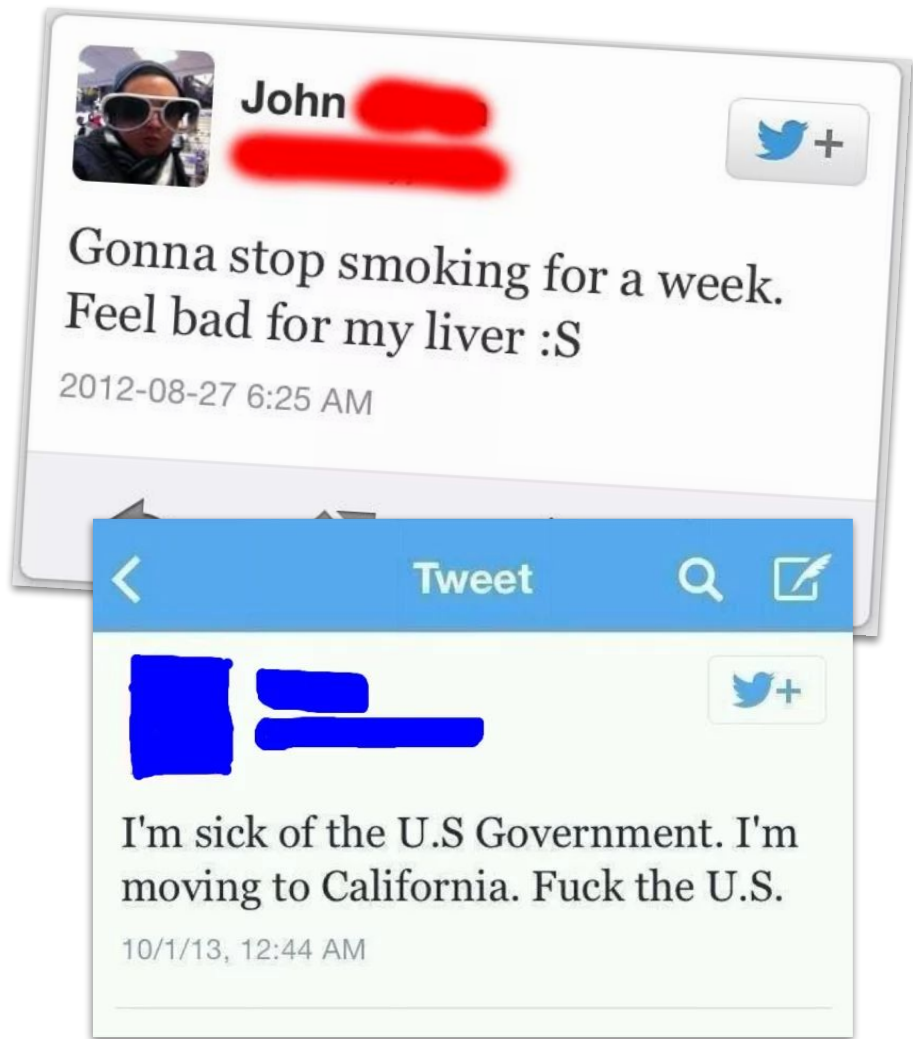 John
Gonna stop smoking for a week.
Feel bad for my liver :S
2012-08-27 6:25 AM
Tweet
I'm sick of the U.S Government. I'm
moving to California. Fuck the U.S.
10/1/13, 12:44 AM